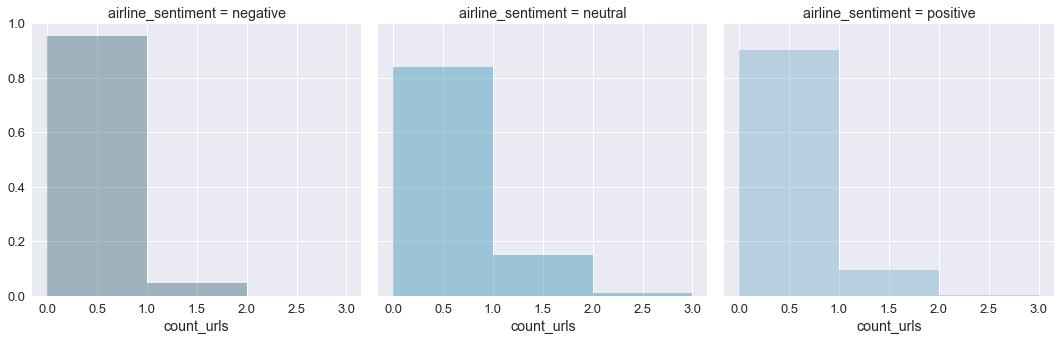 airline_sentiment = negative
airline_sentiment = neutral
airline_sentiment = positive
1.0
0.8
0.6
0.4
0.2
0.0
0.0 0.5 1.0 1.5 2.0 2.5 3.0
0.0 0.5 1.0 1.5 2.0 2.5 3.0
0.0 0.5 1.0 1.5 2.0 2.5 3.0
count_urls
count_urls
count_urls